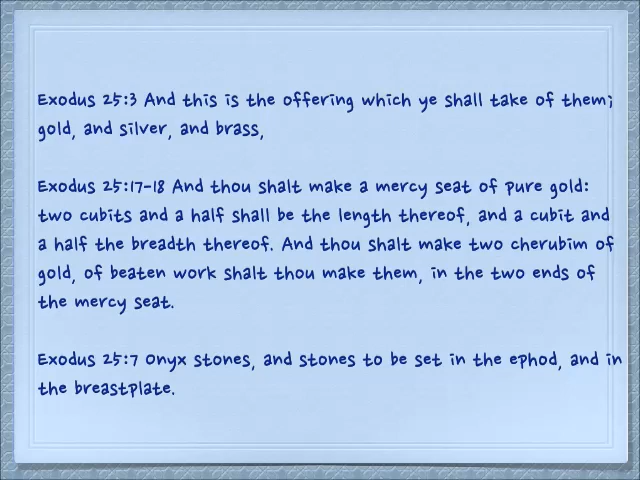 Exodus 25:3 And this is the offering which ye shall take of them;
gold, and silver, and brass,
Exodus 25:17-18 And thou shalt make a mercy seat of pure gold:
two cubits and a half shall be the length thereof, and a cubit and
a half the breadth thereof. And thou shalt make two cherubim of
gold, of beaten work shalt thou make them, in the two ends of
the mercy seat.
Exodus 25:7 Onyx stones, and stones to be set in the ephod, and in
the breastplate.